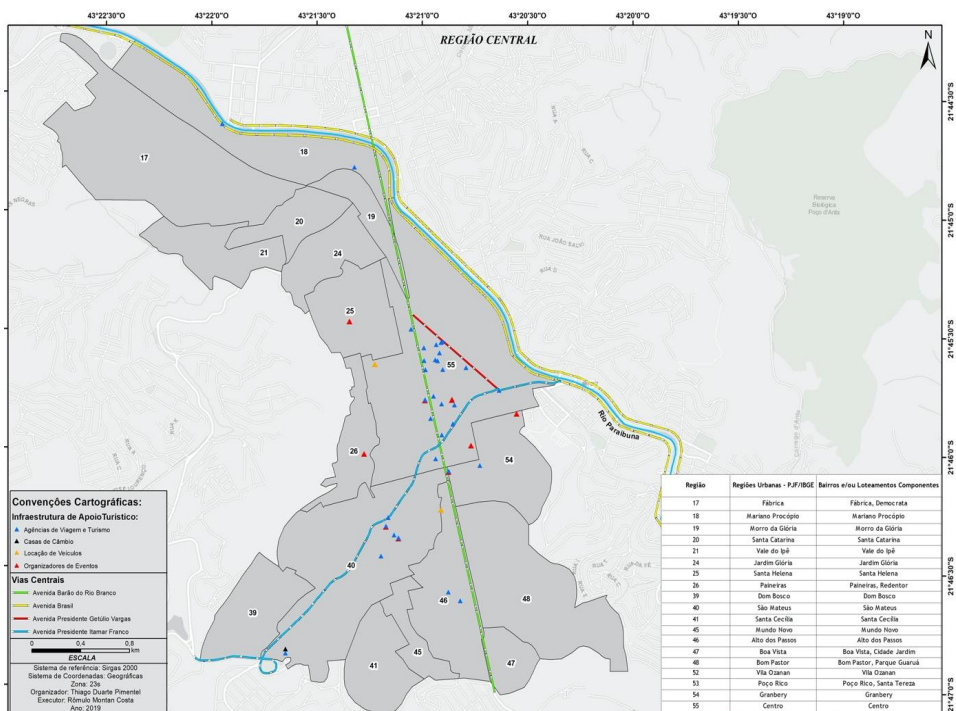 43°22'30"W 43°22'0"W 43°21'30"W 43°21'0"W 43°20'30"W 43°20'0"W 43°19'30"W 43°19'0"W
REGIÃO CENTRAL
N
21°44'30"S
21°45'0"S
21°45'30"S
21°46'0"S
21°46'30"S
21°47'0"S
17
18
19
20
21
24
25
55
26
54
40
39
46
48
45
41
47
RUA A
RUA C
RUA JOÃO SALVI
Reserva
Biológica
Poço d'Anta
Rio Paraibuna
Convenções Cartográficas:
Infraestrutura de ApoioTurístico:
Agências de Viagem e Turismo
Casas de Câmbio
Locação de Veículos
Organizadores de Eventos
Vias Centrais
Avenida Barão do Rio Branco
Avenida Brasil
Avenida Presidente Getúlio Vargas
Avenida Presidente Itamar Franco
0 0,4 0,8
km
ESCALA
Sistema de referência: Sirgas 2000
Sistema de Coordenadas: Geográficas
Zona: 23s
Organizador: Thiago Duarte Pimentel
Executor: Rômulo Montan Costa
Ano: 2019
Região Regiões Urbanas - PJF/IBGE Bairros e/ou Loteamentos Componentes
17 Fábrica Fábrica, Democrata
18 Mariano Procópio Mariano Procópio
19 Morro da Glória Morro da Glória
20 Santa Catarina Santa Catarina
21 Vale do Ipê Vale do Ipê
24 Jardim Glória Jardim Glória
25 Santa Helena Santa Helena
26 Paineiras Paineiras, Redentor
39 Dom Bosco Dom Bosco
40 São Mateus São Mateus
41 Santa Cecília Santa Cecília
45 Mundo Novo Mundo Novo
46 Alto dos Passos Alto dos Passos
47 Boa Vista Boa Vista, Cidade Jardim
48 Bom Pastor Bom Pastor, Parque Guaruá
52 Vila Ozanan Vila Ozanan
53 Poço Rico Poço Rico, Santa Tereza
54 Granbery Granbery
55 Centro Centro